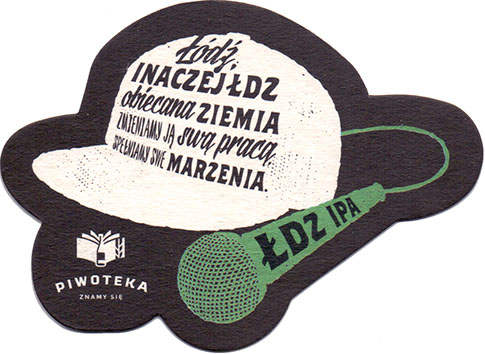 Łódź,
INACZEJ ŁDZ
obiecana ZIEMIA
ZMIENIAMY JĄ swą pracą,
SPEŁNIAMY SWE MARZENIA.
ŁDZ IPA
PIWOTEKA
ZNAMY SIĘ